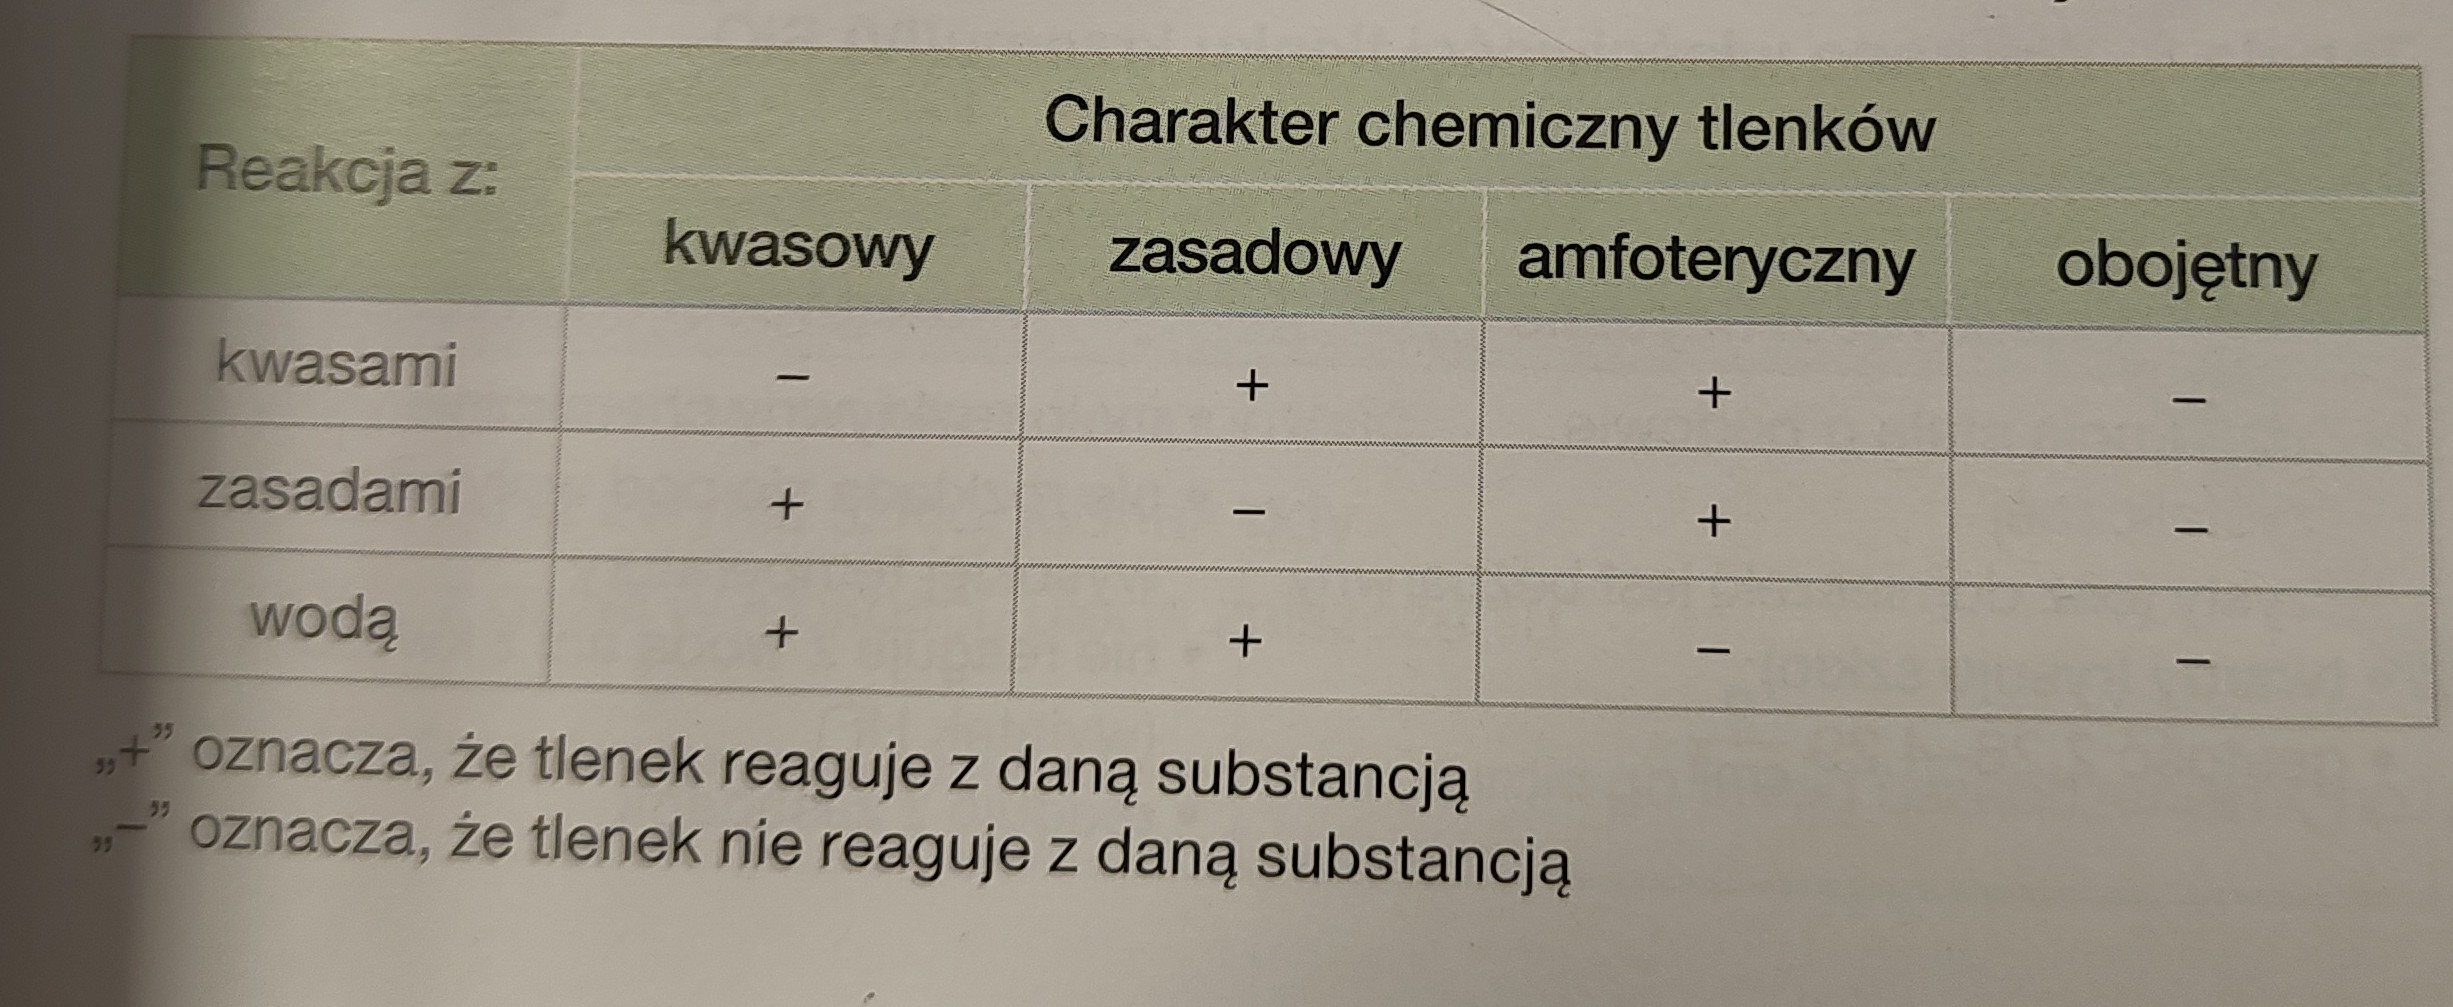 Charakter chemiczny tlenków
Reakcja z:
kwasowy zasadowy amfoteryczny obojętny
kwasami – + + –
zasadami + – + –
wodą + + – –
„+” oznacza, że tlenek reaguje z daną substancją
„–” oznacza, że tlenek nie reaguje z daną substancją